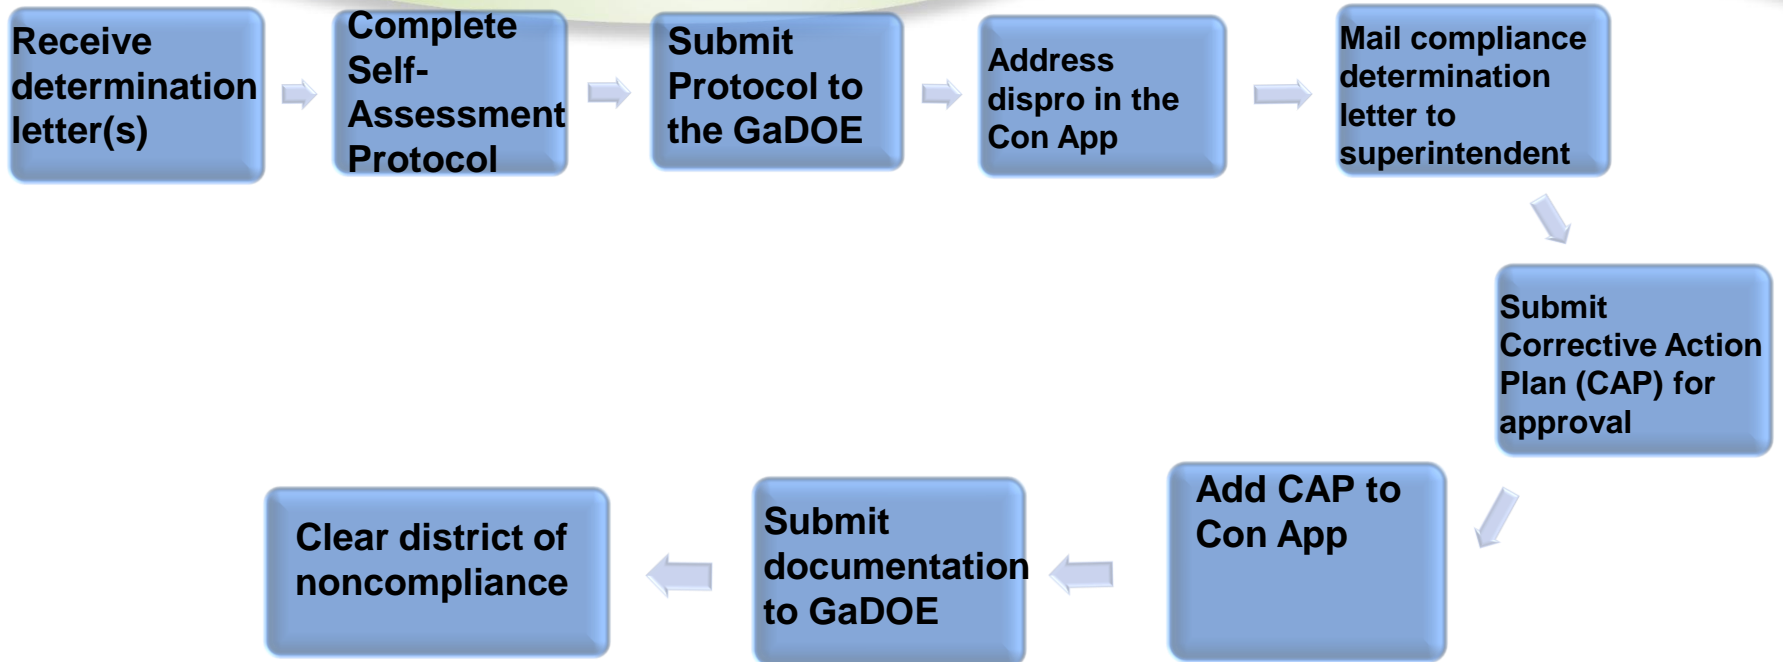 Receive
determination
letter(s)
Complete
Self-
Assessment
Protocol
Submit
Protocol to
the GaDOE
Address
dispro in the
Con App
Mail compliance
determination
letter to
superintendent
Submit
Corrective Action
Plan (CAP) for
approval
Add CAP to
Con App
Submit
documentation
to GaDOE
Clear district of
noncompliance